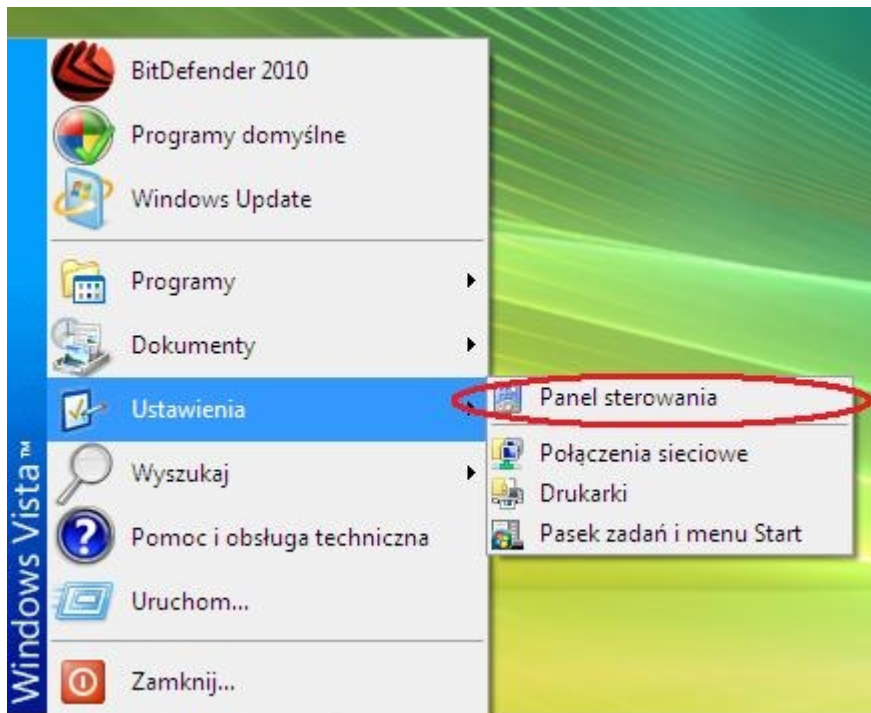 BitDefender 2010
Programy domyślne
Windows Update
Programy
Dokumenty
Ustawienia
Wyszukaj
Pomoc i obsługa techniczna
Uruchom...
Zamknij...
Panel sterowania
Połączenia sieciowe
Drukarki
Pasek zadań i menu Start
Windows Vista™